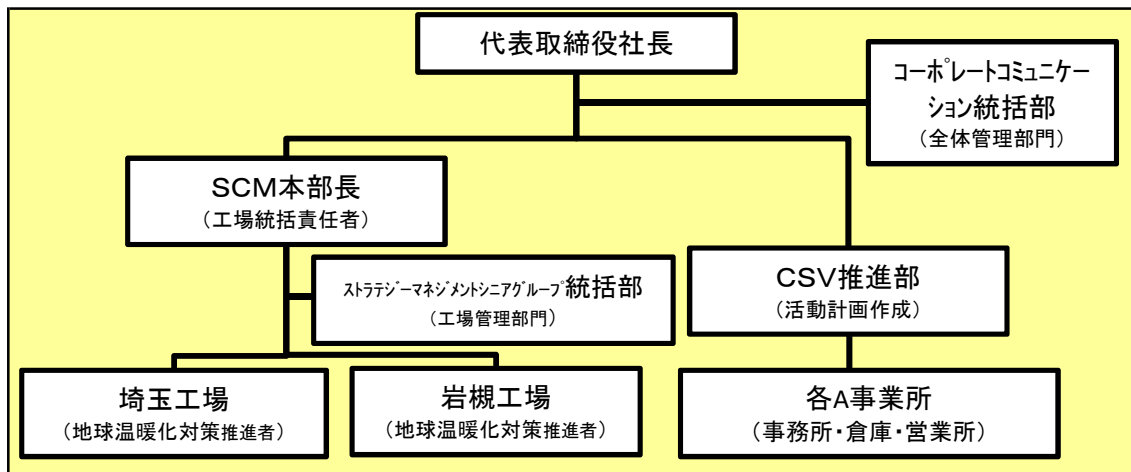 代表取締役社長
ｺｰﾎﾟﾚｰﾄｺﾐｭﾆｹｰ
ｼｮﾝ統括部
（全体管理部門）
SCM本部長
（工場統括責任者）
ｽﾄﾗﾃｼﾞｰﾏﾈｼﾞﾒﾝﾄｼﾆｱｸﾞﾙｰﾌﾟ統括部
（工場管理部門）
CSV推進部
（活動計画作成）
埼玉工場
（地球温暖化対策推進者）
岩槻工場
（地球温暖化対策推進者）
各A事業所
（事務所・倉庫・営業所）